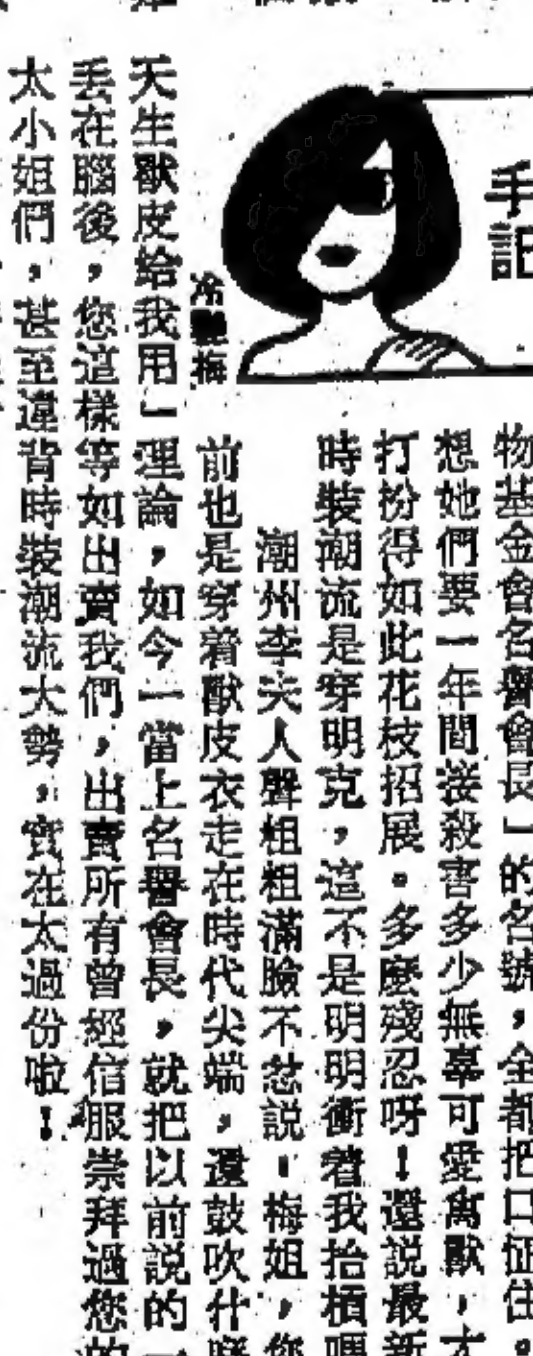 手記
冷艷梅
物基金會名譽會長」的名號，全都把口怔住。
想她們要一年間接殺害多少無辜可愛禽獸，才
打扮得如此花枝招展。多麼殘忍呀！還説最新
時裝潮流是穿明克，這不是明明衝着我抬槓嗎
潮州李夫人聲粗粗滿臉不忿説：梅姐，您
前也是穿着獸皮衣走在時代尖端，還鼓吹什麼
天生獸皮給我用」理論，如今一當上名譽會長，就把以前説的一
丟在腦後，您這樣等如出賣我們，出賣所有曾經信服崇拜過您的
太小姐們，甚至違背時裝潮流大勢，實在太過份啦！